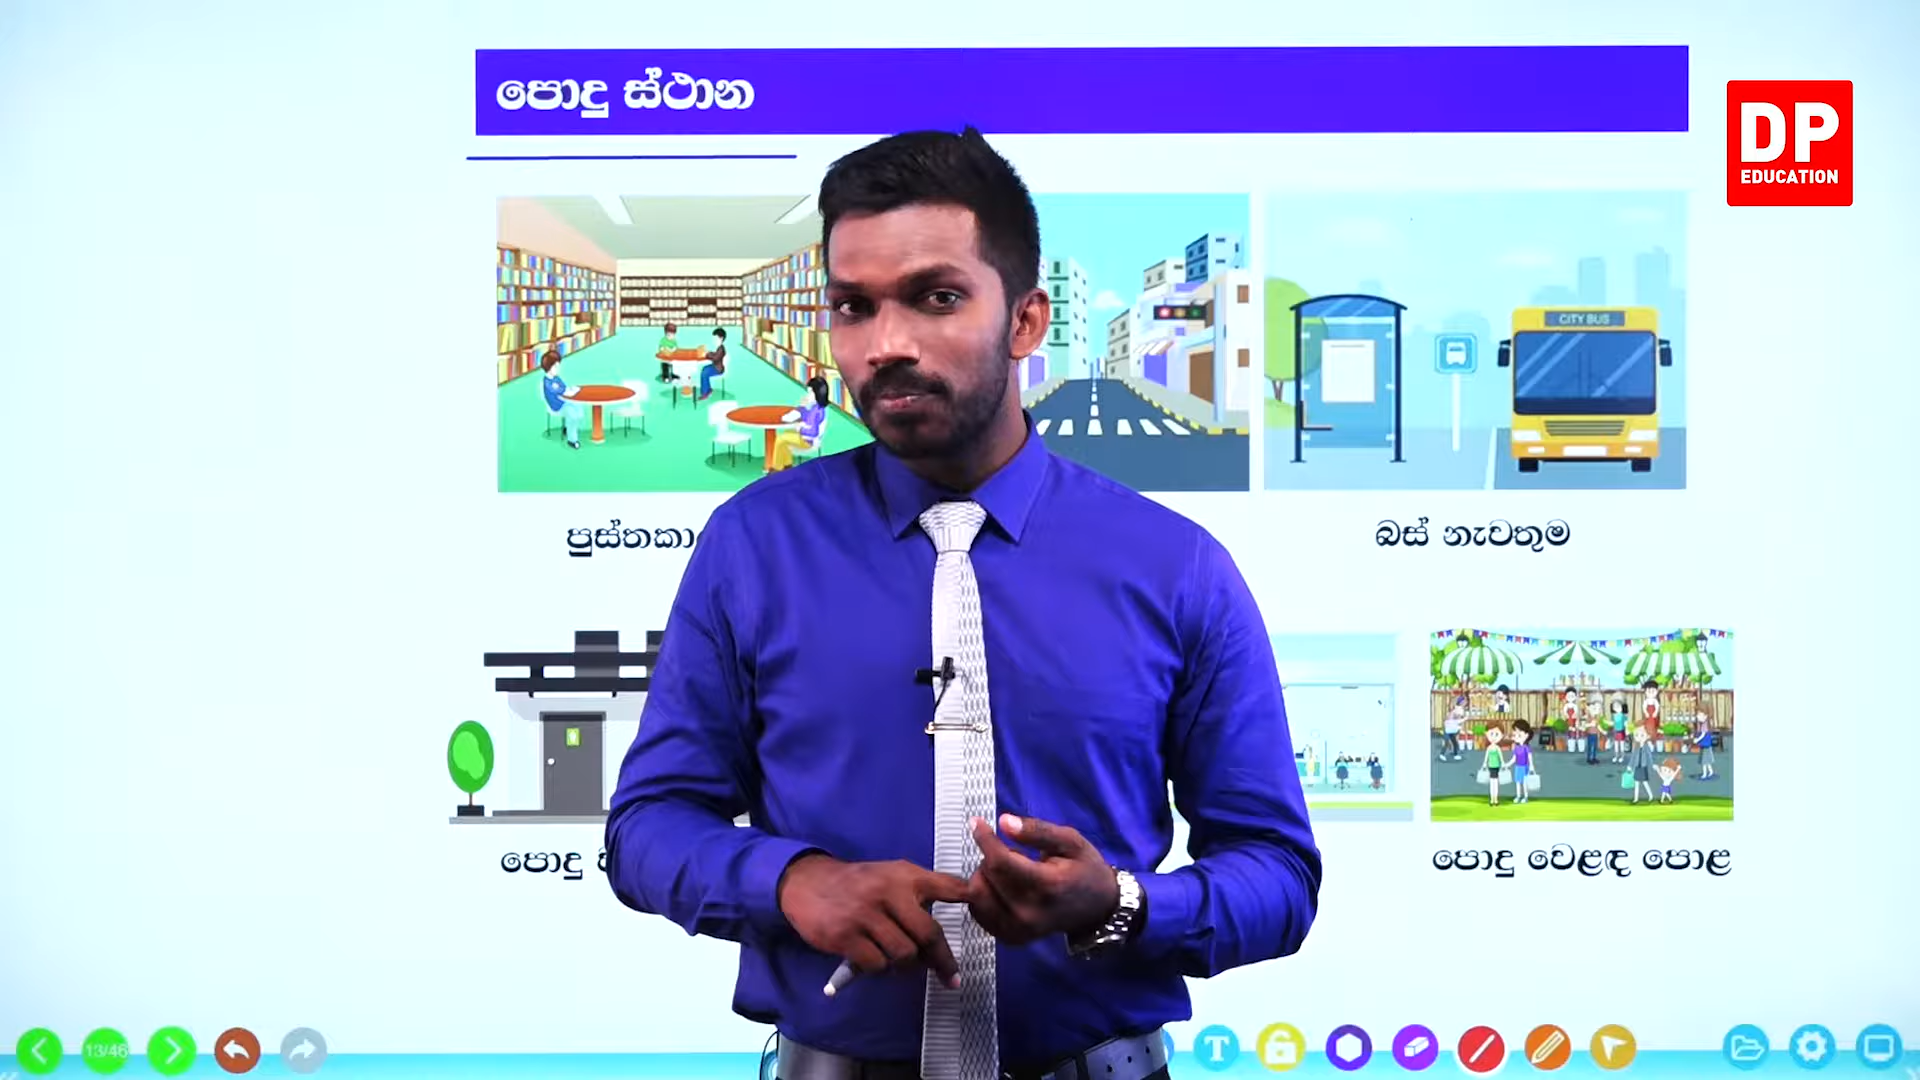 පොදු ස්ථාන
DP
EDUCATION
CITY BUS
බස් නැවතුම
පොදු
පොදු වෙළඳ පොළ
13/46
T